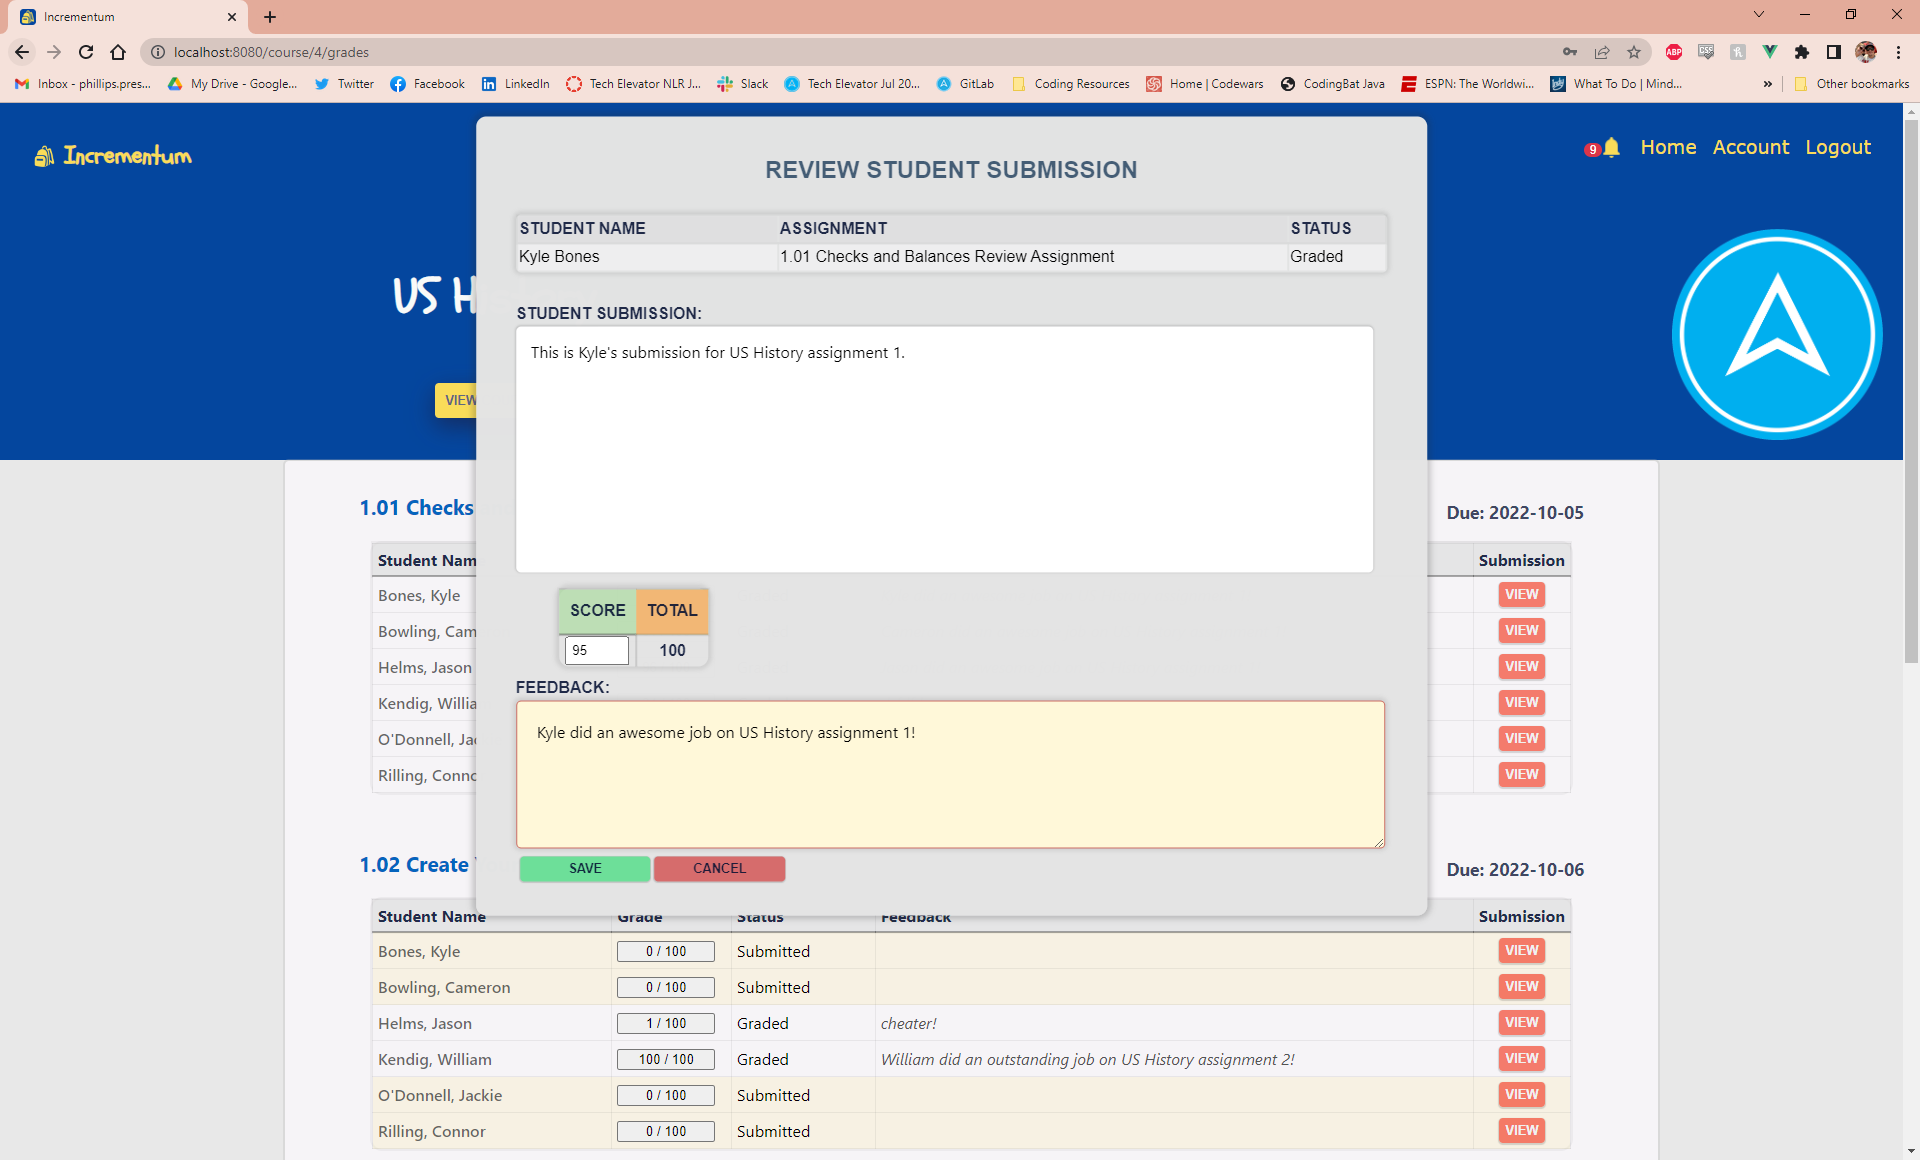 Incrementum
localhost:8080/course/4/grades
Inbox - phillips.pres... My Drive - Google... Twitter Facebook LinkedIn Tech Elevator NLR J... Slack Tech Elevator Jul 20... GitLab Coding Resources Home | Codewars CodingBat Java ESPN: The Worldwi... What To Do | Mind... » Other bookmarks
Incrementum
9 Home Account Logout
REVIEW STUDENT SUBMISSION
STUDENT NAME ASSIGNMENT STATUS
Kyle Bones 1.01 Checks and Balances Review Assignment Graded
US H
STUDENT SUBMISSION:
This is Kyle's submission for US History assignment 1.
VIEW
1.01 Checks Due: 2022-10-05
Student Nam Submission
Bones, Kyle VIEW
Bowling, Cam VIEW
Helms, Jason VIEW
Kendig, Willia VIEW
O'Donnell, Ja VIEW
Rilling, Conno VIEW
SCORE TOTAL
95 100
FEEDBACK:
Kyle did an awesome job on US History assignment 1!
SAVE CANCEL
1.02 Create Due: 2022-10-06
Student Name Grade Status Feedback Submission
Bones, Kyle 0 / 100 Submitted VIEW
Bowling, Cameron 0 / 100 Submitted VIEW
Helms, Jason 1 / 100 Graded cheater! VIEW
Kendig, William 100 / 100 Graded William did an outstanding job on US History assignment 2! VIEW
O'Donnell, Jackie 0 / 100 Submitted VIEW
Rilling, Connor 0 / 100 Submitted VIEW